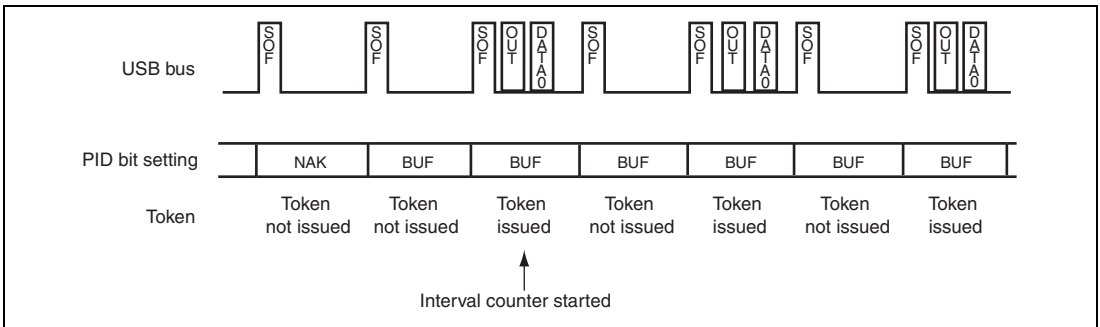 SOF SOF SOF OUT DATA0 SOF SOF OUT DATA0 SOF SOF OUT DATA0
USB bus
PID bit setting NAK BUF BUF BUF BUF BUF BUF
Token Token Token Token Token Token Token Token
not issued not issued issued not issued issued not issued issued
Interval counter started